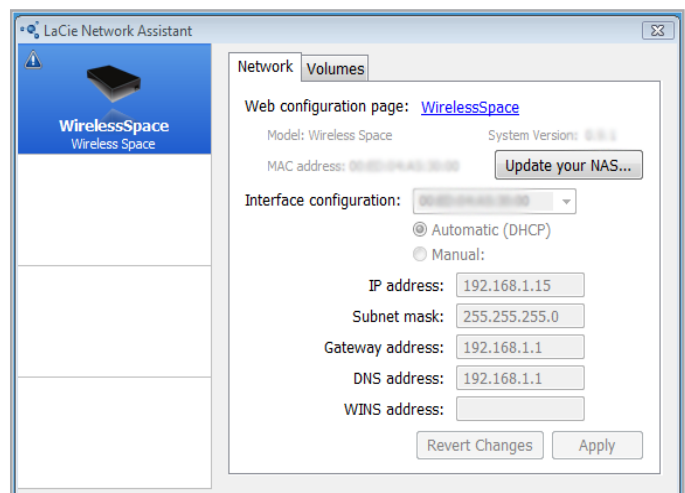 LaCie Network Assistant
WirelessSpace
Wireless Space
Network Volumes
Web configuration page: WirelessSpace
Model: Wireless Space System Version:
MAC address: Update your NAS...
Interface configuration:
Automatic (DHCP)
Manual:
IP address: 192.168.1.15
Subnet mask: 255.255.255.0
Gateway address: 192.168.1.1
DNS address: 192.168.1.1
WINS address:
Revert Changes Apply